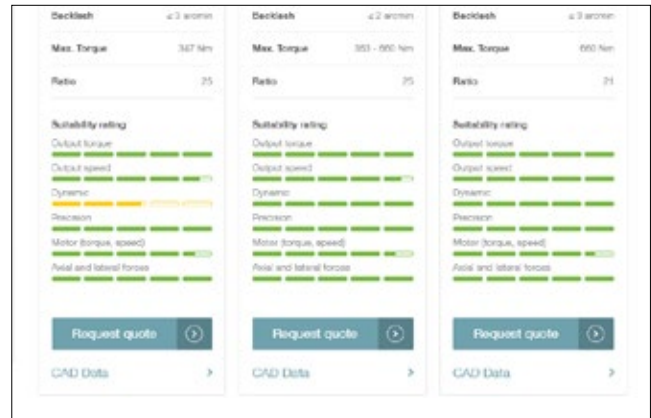 Backlash ≤ 3 arcmin
Max. Torque 347 Nm
Ratio 25
Suitability rating
Output torque
Output speed
Dynamic
Precision
Motor (torque, speed)
Axial and lateral forces
Request quote
CAD Data
Backlash ≤ 2 arcmin
Max. Torque 353 - 660 Nm
Ratio 25
Suitability rating
Output torque
Output speed
Dynamic
Precision
Motor (torque, speed)
Axial and lateral forces
Request quote
CAD Data
Backlash ≤ 3 arcmin
Max. Torque 660 Nm
Ratio 21
Suitability rating
Output torque
Output speed
Dynamic
Precision
Motor (torque, speed)
Axial and lateral forces
Request quote
CAD Data